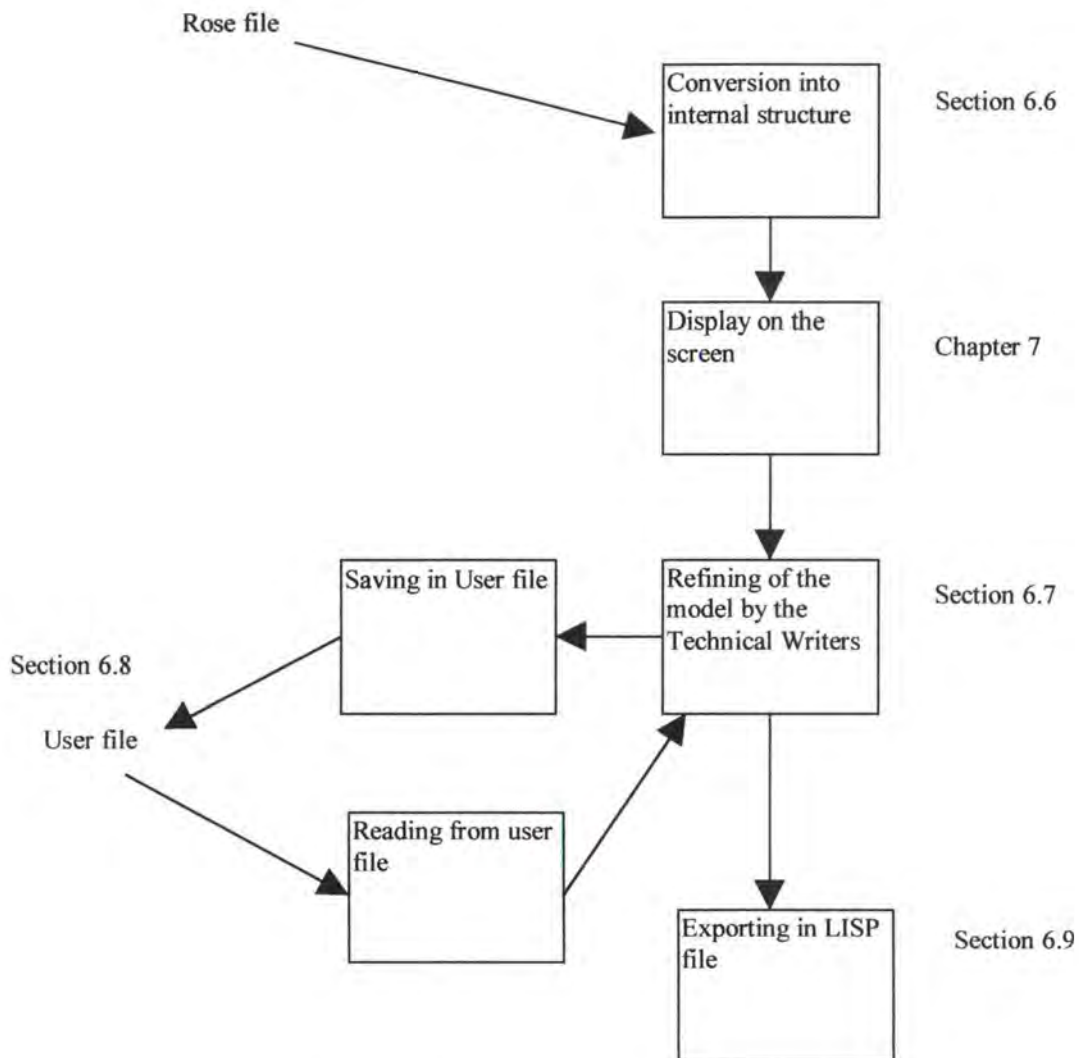 Rose file
Conversion into
internal structure
Section 6.6
Display on the
screen
Chapter 7
Saving in User file
Refining of the
model by the
Technical Writers
Section 6.7
Section 6.8
User file
Reading from user
file
Exporting in LISP
file
Section 6.9